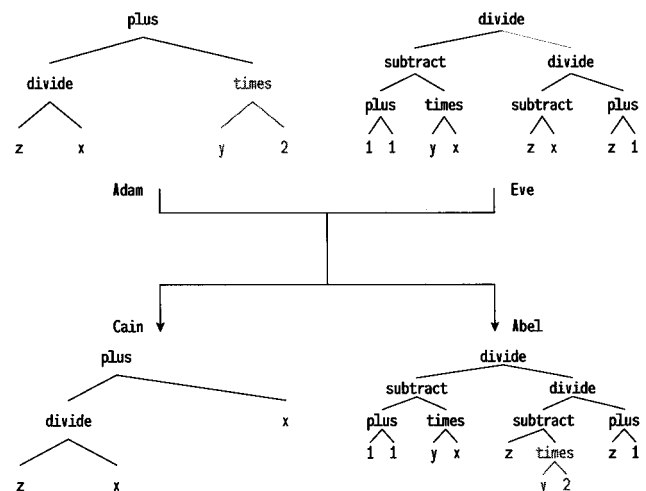 plus divide
subtract divide
divide times
plus times subtract plus
z x y 2 1 1 y x z x z 1
Adam Eve
Cain Abel
plus divide
subtract divide
divide x plus times subtract plus
1 1 y x z times z 1
z x y 2